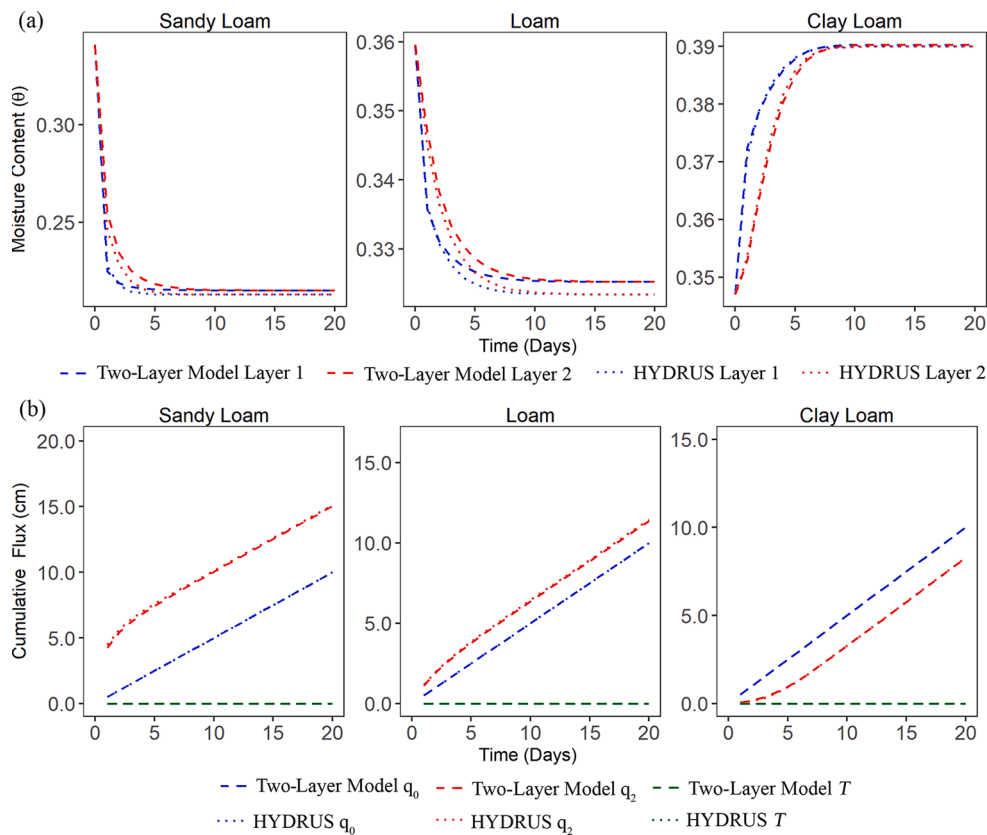 (a)
Sandy Loam
Loam
Clay Loam
Moisture Content (θ)
0.30
0.25
0.36
0.35
0.34
0.33
0.39
0.38
0.37
0.36
0.35
0 5 10 15 20
0 5 10 15 20
0 5 10 15 20
Time (Days)
Two-Layer Model Layer 1 Two-Layer Model Layer 2 HYDRUS Layer 1 HYDRUS Layer 2
(b)
Sandy Loam
Loam
Clay Loam
Cumulative Flux (cm)
20.0
15.0
10.0
5.0
0.0
15.0
10.0
5.0
0.0
15.0
10.0
5.0
0.0
0 5 10 15 20
0 5 10 15 20
0 5 10 15 20
Time (Days)
Two-Layer Model q₀ Two-Layer Model q₂ Two-Layer Model T
HYDRUS q₀ HYDRUS q₂ HYDRUS T